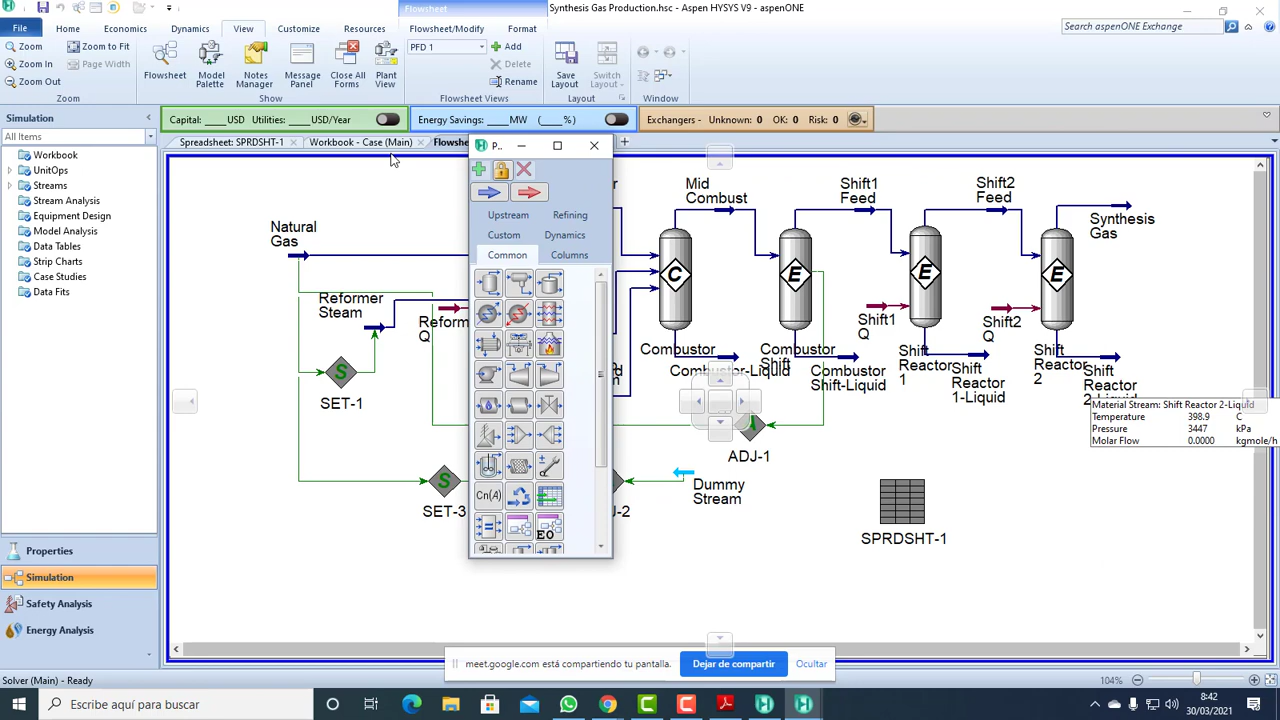 Flowsheet
Synthesis Gas Production.hsc - Aspen HYSYS V9 - aspenONE
File
Home
Economics
Dynamics
View
Customize
Resources
Flowsheet/Modify
Format
Search aspenONE Exchange
Zoom
Zoom to Fit
Zoom In
Page Width
Zoom Out
Zoom
Flowsheet
Model
Palette
Notes
Manager
Message
Panel
Close All
Forms
Plant
View
Show
PFD 1
Add
Delete
Rename
Flowsheet Views
Save
Layout
Switch
Layout
Layout
Window
Simulation
Capital: ____USD Utilities: ____USD/Year
Energy Savings: ____MW (____%)
Exchangers - Unknown: 0 OK: 0 Risk: 0
All Items
Spreadsheet: SPRDSHT-1
Workbook - Case (Main)
Flowshe
Workbook
UnitOps
Streams
Stream Analysis
Equipment Design
Model Analysis
Data Tables
Strip Charts
Case Studies
Data Fits
Properties
Simulation
Safety Analysis
Energy Analysis
P..
Upstream
Refining
Custom
Dynamics
Common
Columns
Cn(A)
EO
Natural
Gas
Reformer
Steam
Refor
Q
S
SET-1
S
SET-3
Mid
Combust
C
Combustor
Combustor-Liquid
E
Combustor
Shift
Combustor
Shift-Liquid
Shift1
Feed
Shift1
Q
E
Shift
Reactor
1
Shift
Reactor
1-Liquid
Shift2
Feed
Shift2
Q
E
Shift
Reactor
2
Shift
Reactor
2-Liquid
Synthesis
Gas
ADJ-1
Dummy
Stream
SPRDSHT-1
Material Stream: Shift Reactor 2-Liquid
Temperature 398.9 C
Pressure 3447 kPa
Molar Flow 0.0000 kgmole/h
meet.google.com está compartiendo tu pantalla.
Dejar de compartir
Ocultar
Solver (Main) - Ready
104%
Escribe aquí para buscar
8:42
30/03/2021